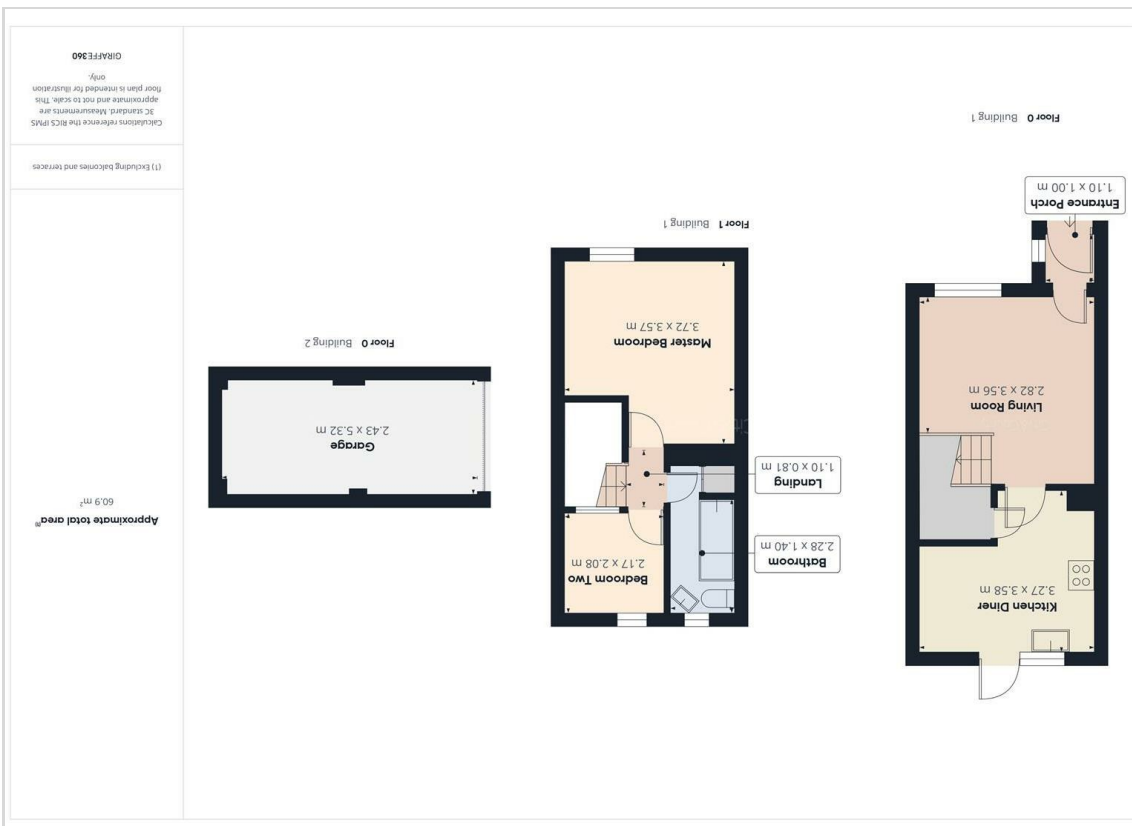 Floor 0 Building 1
Entrance Porch
1.10 x 1.00 m
Living Room
2.82 x 3.56 m
Kitchen Diner
3.27 x 3.58 m
Floor 1 Building 1
Master Bedroom
3.72 x 3.57 m
Landing
1.10 x 0.81 m
Bathroom
2.28 x 1.40 m
Bedroom Two
2.17 x 2.08 m
Floor 0 Building 2
Garage
2.43 x 5.32 m
Approximate total area⁽¹⁾
60.9 m²
(1) Excluding balconies and terraces
Calculations reference the RICS IPMS
3C standard. Measurements are
approximate and not to scale. This
floor plan is intended for illustration
only.
GIRAFFE360